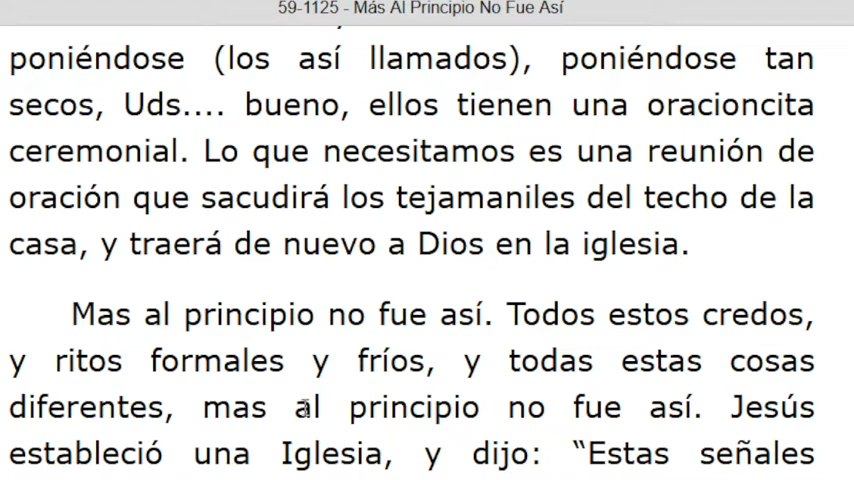 59-1125 - Más Al Principio No Fue Así
poniéndose (los así llamados), poniéndose tan
secos, Uds.... bueno, ellos tienen una oracioncita
ceremonial. Lo que necesitamos es una reunión de
oración que sacudirá los tejamaniles del techo de la
casa, y traerá de nuevo a Dios en la iglesia.
Mas al principio no fue así. Todos estos credos,
y ritos formales y fríos, y todas estas cosas
diferentes, mas al principio no fue así. Jesús
estableció una Iglesia, y dijo: “Estas señales